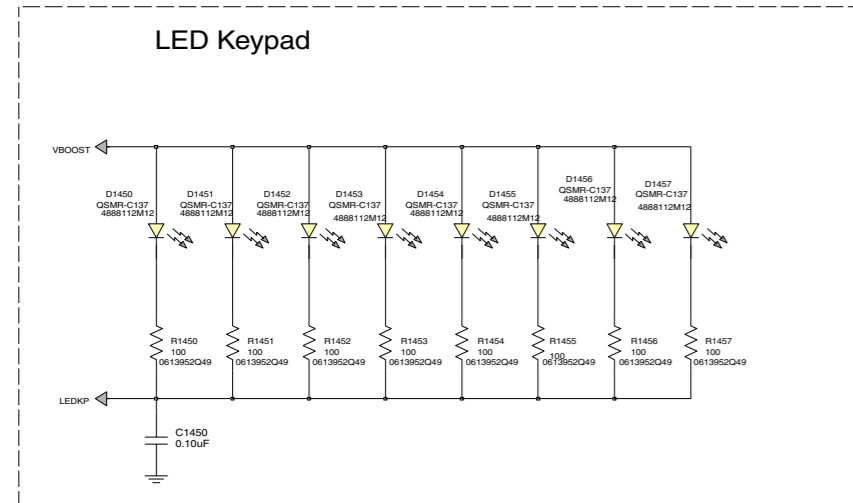 LED Keypad
VBOOST
D1450
QSMR-C137
4888112M12
D1451
QSMR-C137
4888112M12
D1452
QSMR-C137
4888112M12
D1453
QSMR-C137
4888112M12
D1454
QSMR-C137
4888112M12
D1455
QSMR-C137
4888112M12
D1456
QSMR-C137
4888112M12
D1457
QSMR-C137
4888112M12
R1450
100
0613952Q49
R1451
100
0613952Q49
R1452
100
0613952Q49
R1453
100
0613952Q49
R1454
100
0613952Q49
R1455
100
0613952Q49
R1456
100
0613952Q49
R1457
100
0613952Q49
LEDKP
C1450
0.10uF